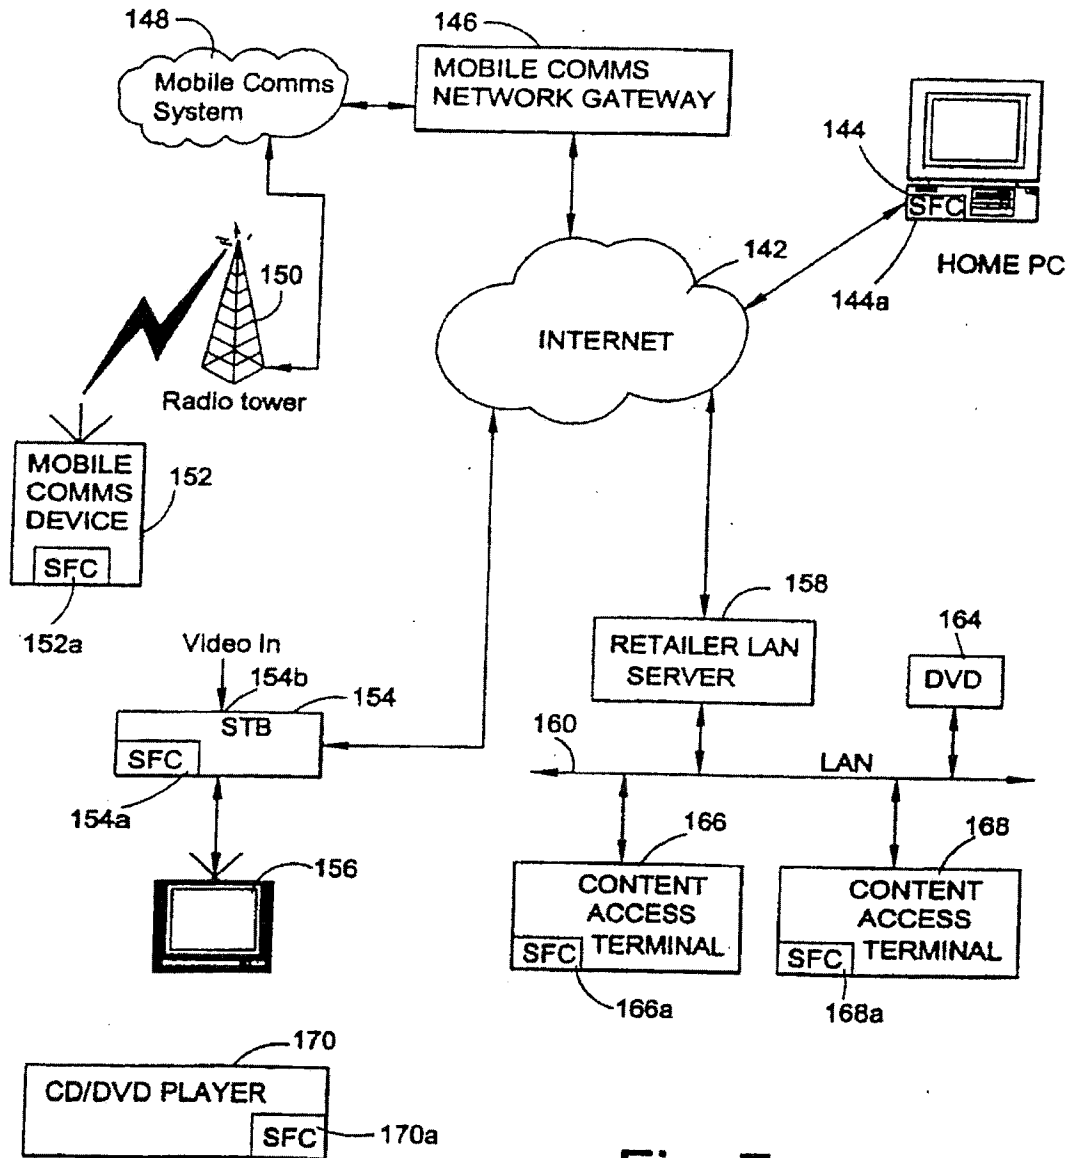 148
146
Mobile Comms
System
MOBILE COMMS
NETWORK GATEWAY
144
SFC
144a
HOME PC
142
INTERNET
150
Radio tower
MOBILE
COMMS
DEVICE
SFC
152
152a
Video In
154b
154
STB
SFC
154a
156
158
RETAILER LAN
SERVER
164
DVD
160
LAN
166
CONTENT
ACCESS
TERMINAL
SFC
166a
168
CONTENT
ACCESS
TERMINAL
SFC
168a
170
CD/DVD PLAYER
SFC
170a